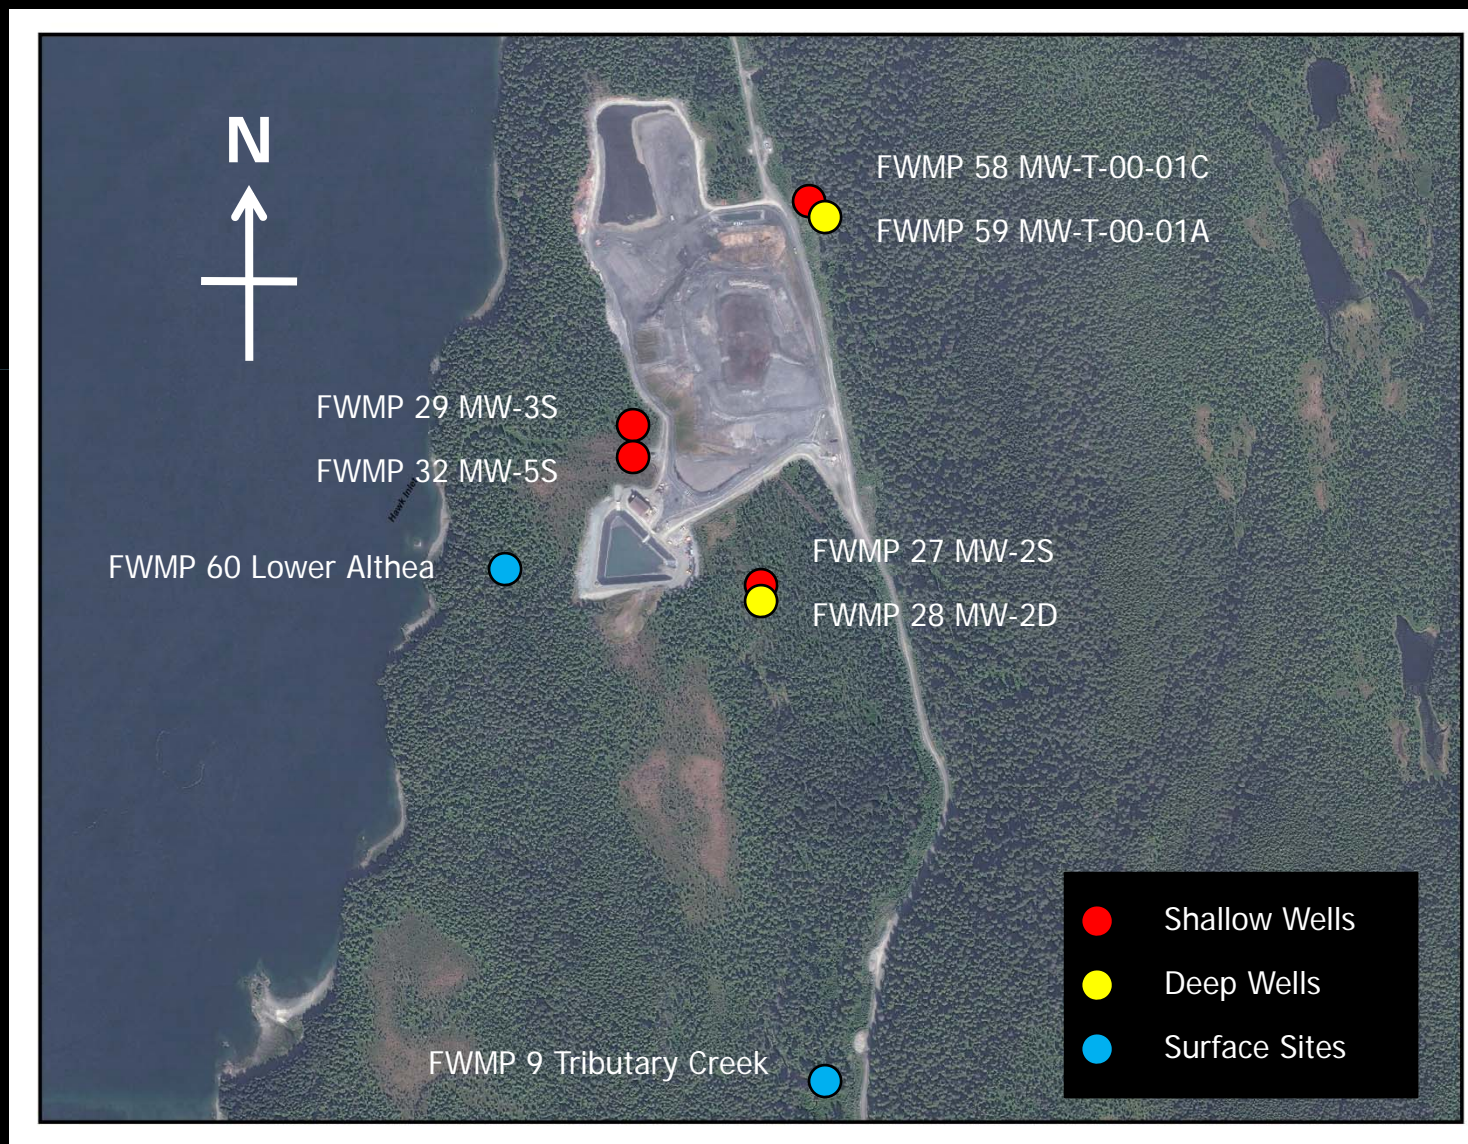 N
FWMP 58 MW-T-00-01C
FWMP 59 MW-T-00-01A
FWMP 29 MW-3S
FWMP 32 MW-5S
Hawk Inlet
FWMP 60 Lower Althea
FWMP 27 MW-2S
FWMP 28 MW-2D
Shallow Wells
Deep Wells
Surface Sites
FWMP 9 Tributary Creek